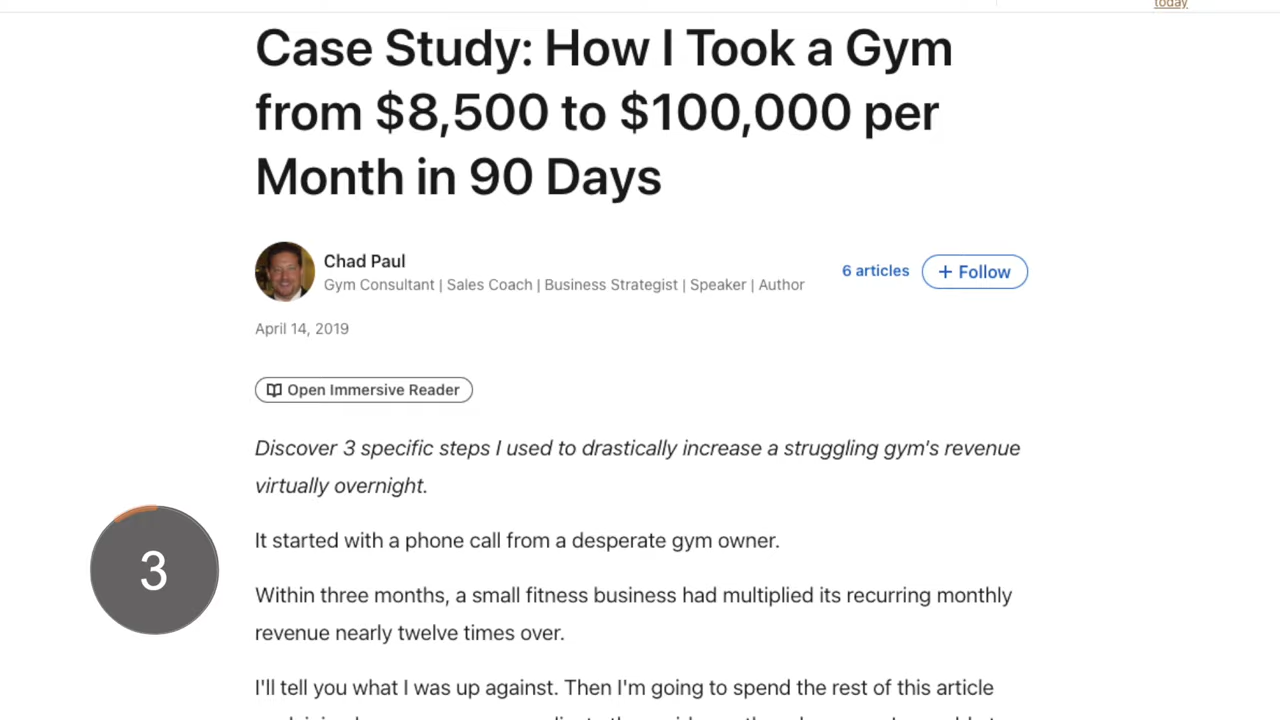 today
Case Study: How I Took a Gym
from $8,500 to $100,000 per
Month in 90 Days
Chad Paul
Gym Consultant | Sales Coach | Business Strategist | Speaker | Author
6 articles
+ Follow
April 14, 2019
Open Immersive Reader
Discover 3 specific steps I used to drastically increase a struggling gym's revenue
virtually overnight.
It started with a phone call from a desperate gym owner.
3
Within three months, a small fitness business had multiplied its recurring monthly
revenue nearly twelve times over.
I'll tell you what I was up against. Then I'm going to spend the rest of this article